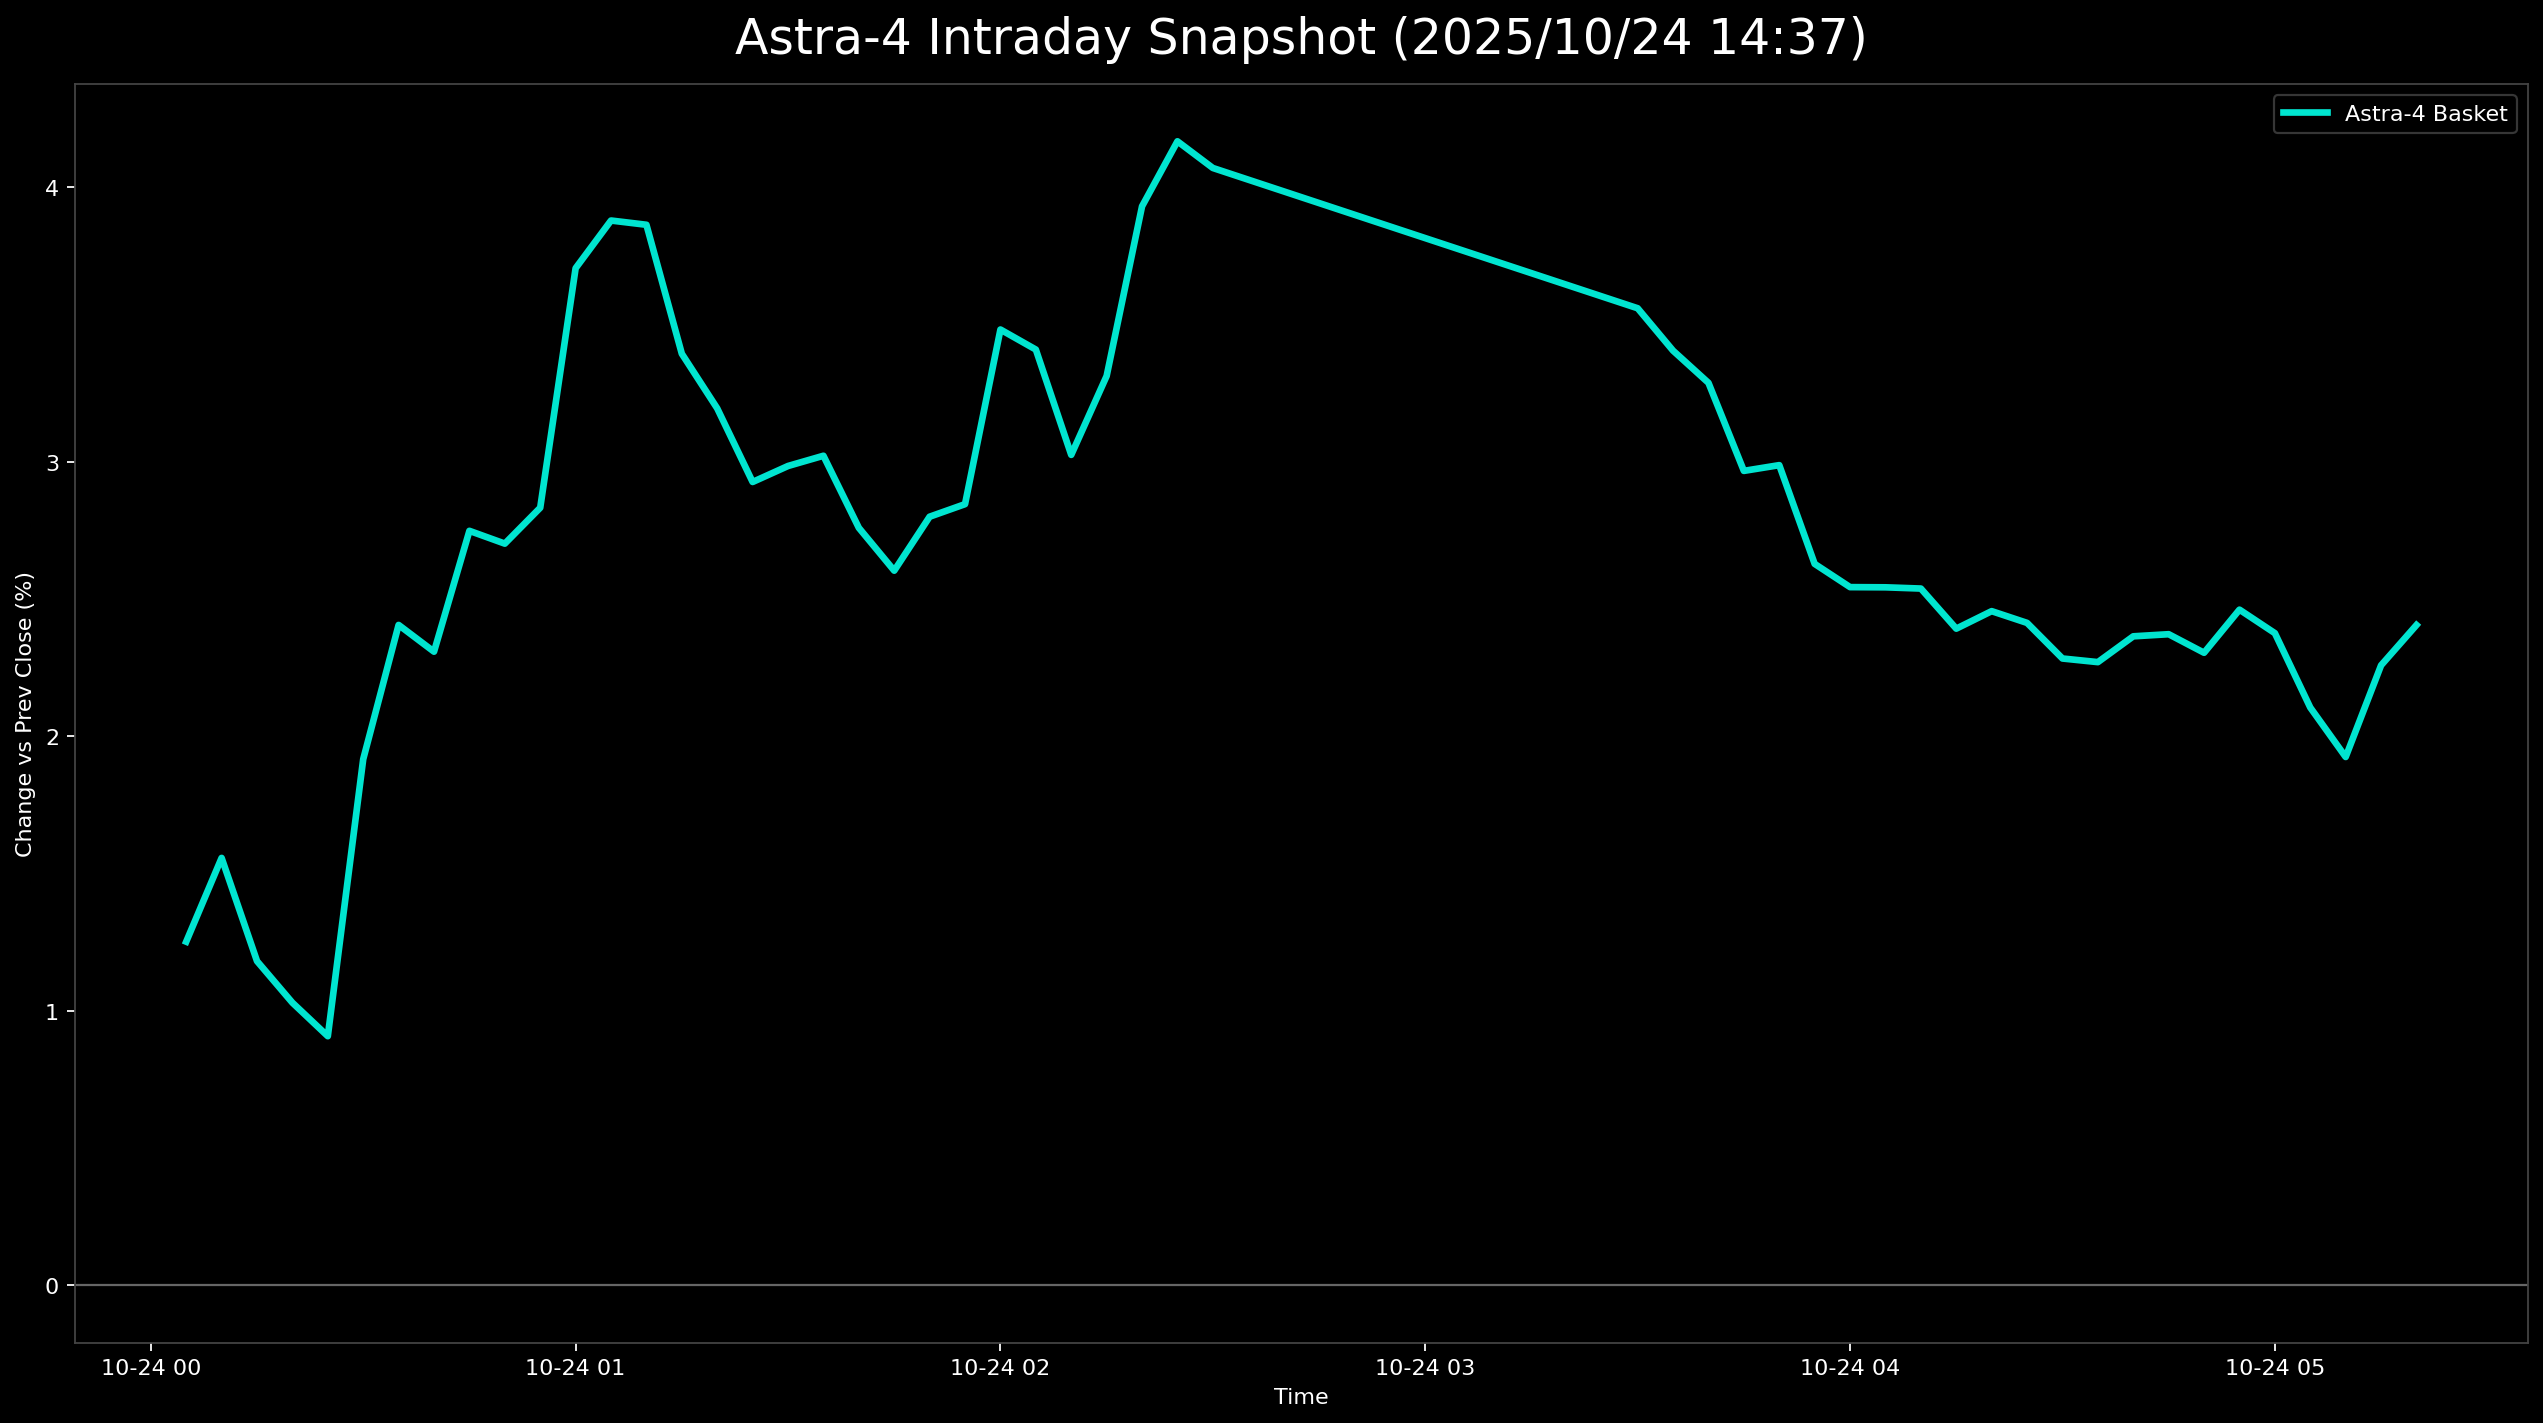 Astra-4 Intraday Snapshot (2025/10/24 14:37)
Astra-4 Basket
Change vs Prev Close (%)
4
3
2
1
0
10-24 00
10-24 01
10-24 02
10-24 03
10-24 04
10-24 05
Time